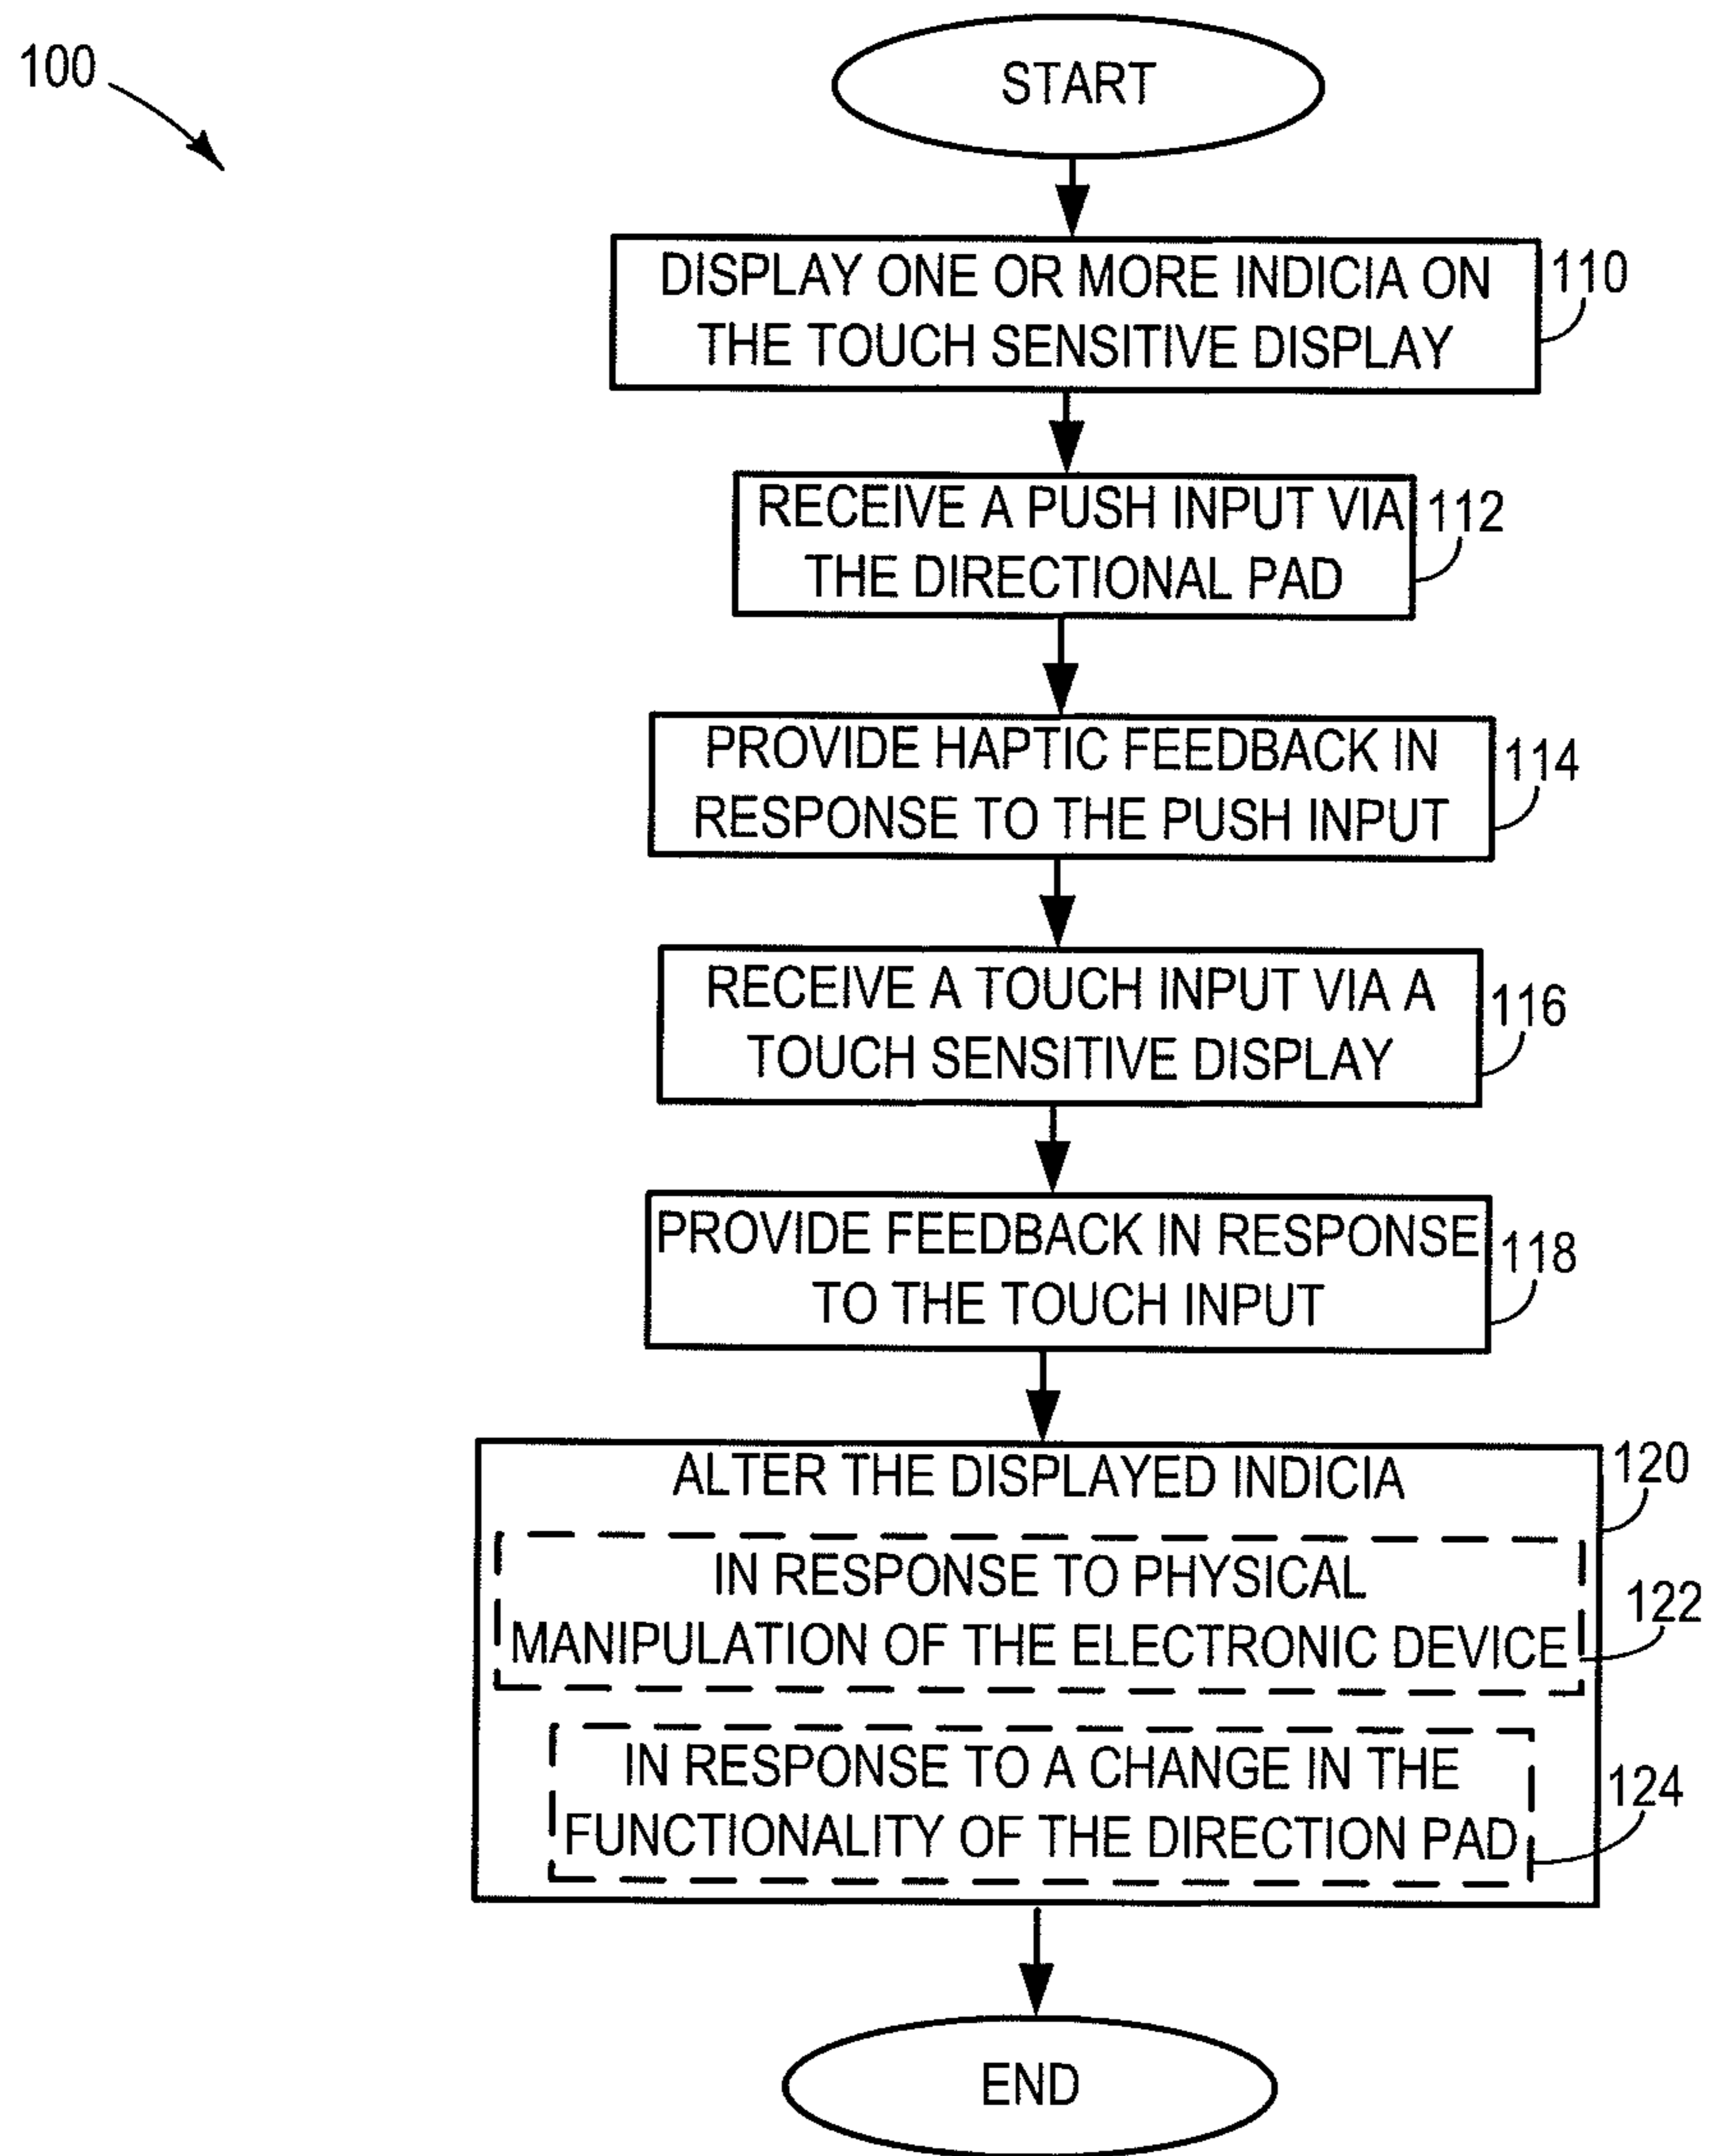 100
START
DISPLAY ONE OR MORE INDICIA ON
THE TOUCH SENSITIVE DISPLAY
110
RECEIVE A PUSH INPUT VIA
THE DIRECTIONAL PAD
112
PROVIDE HAPTIC FEEDBACK IN
RESPONSE TO THE PUSH INPUT
114
RECEIVE A TOUCH INPUT VIA A
TOUCH SENSITIVE DISPLAY
116
PROVIDE FEEDBACK IN RESPONSE
TO THE TOUCH INPUT
118
ALTER THE DISPLAYED INDICIA
120
IN RESPONSE TO PHYSICAL
MANIPULATION OF THE ELECTRONIC DEVICE
122
IN RESPONSE TO A CHANGE IN THE
FUNCTIONALITY OF THE DIRECTION PAD
124
END